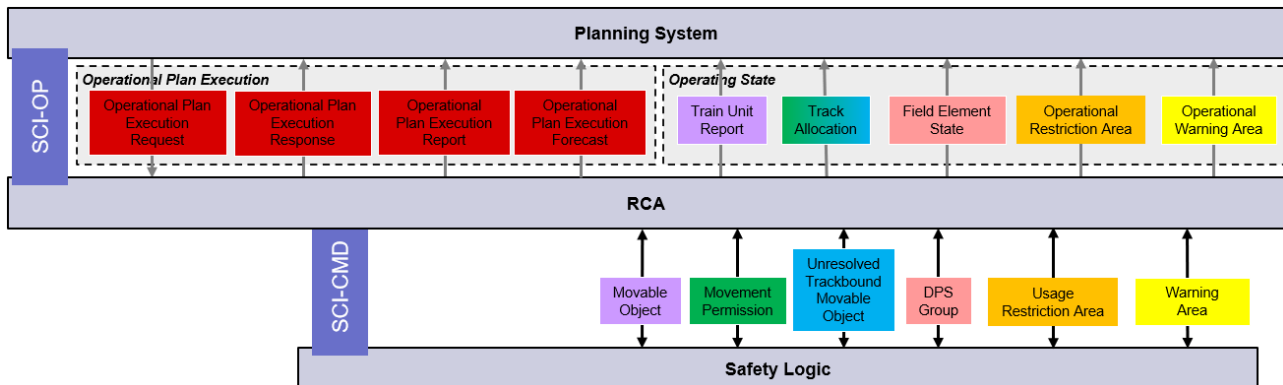 Planning System
SCI-OP
Operational Plan Execution
Operational Plan
Execution
Request
Operational Plan
Execution
Response
Operational
Plan Execution
Report
Operational
Plan Execution
Forecast
Operating State
Train Unit
Report
Track
Allocation
Field Element
State
Operational
Restriction Area
Operational
Warning Area
RCA
SCI-CMD
Movable
Object
Movement
Permission
Unresolved
Trackbound
Movable
Object
DPS
Group
Usage
Restriction Area
Warning
Area
Safety Logic